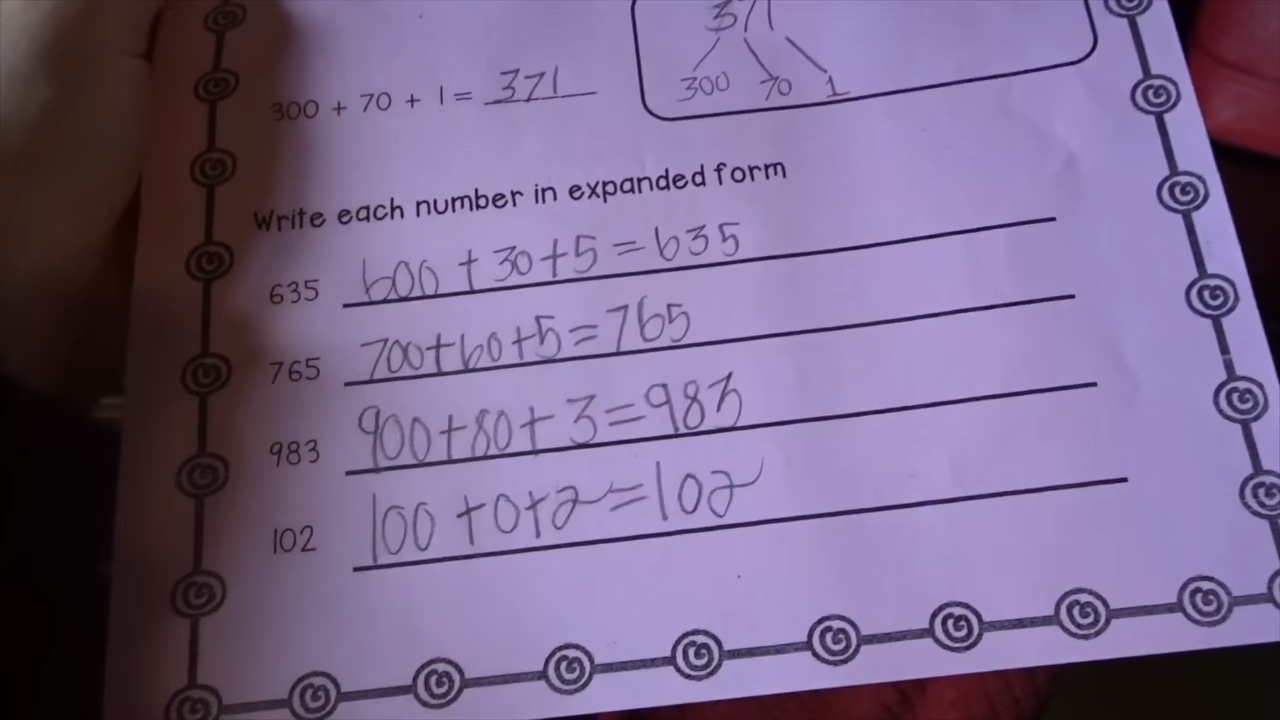 371
300 70 1
300 + 70 + 1 = 371
Write each number in expanded form
635 600 + 30 + 5 = 635
765 700 + 60 + 5 = 765
983 900 + 80 + 3 = 983
102 100 + 0 + 2 = 102